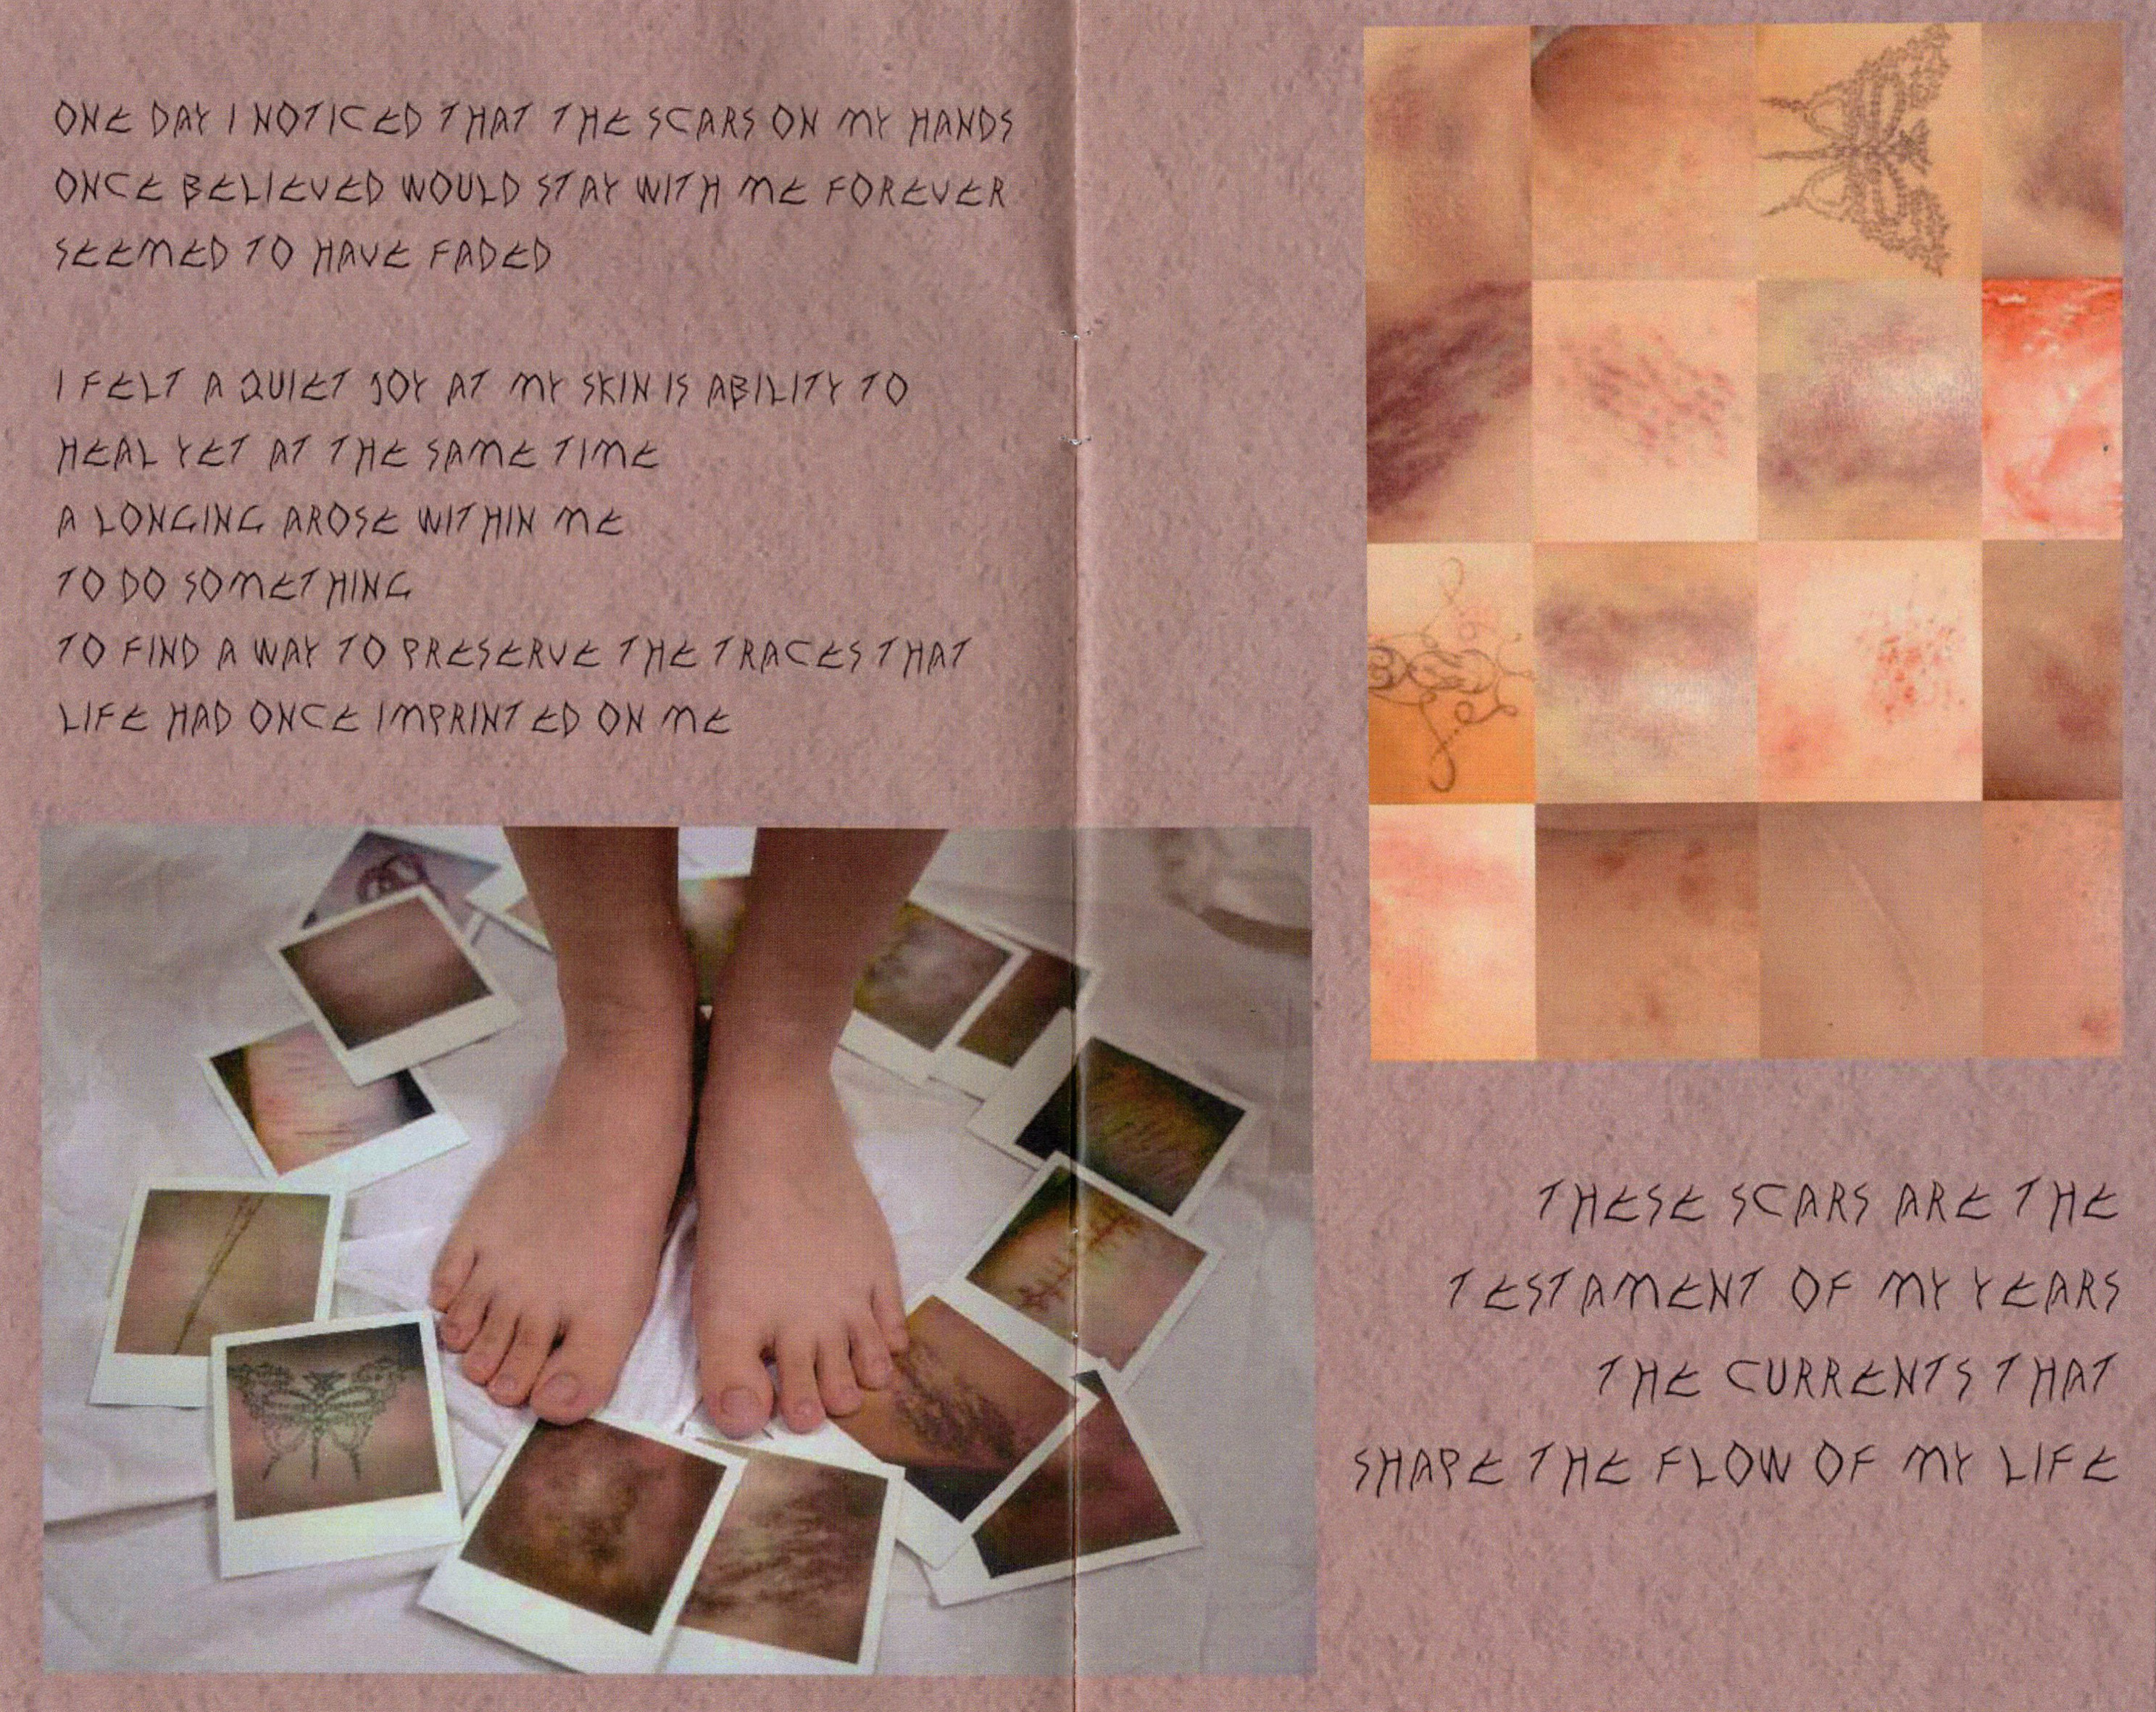 ONE DAY I NOTICED THAT THE SCARS ON MY HANDS
ONCE BELIEVED WOULD STAY WITH ME FOREVER
SEEMED TO HAVE FADED
I FELT A QUIET JOY AT MY SKIN IS ABILITY TO
HEAL YET AT THE SAME TIME
A LONGING AROSE WITHIN ME
TO DO SOMETHING
TO FIND A WAY TO PRESERVE THE TRACES THAT
LIFE HAD ONCE IMPRINTED ON ME
THESE SCARS ARE THE
TESTAMENT OF MY YEARS
THE CURRENTS THAT
SHAPE THE FLOW OF MY LIFE